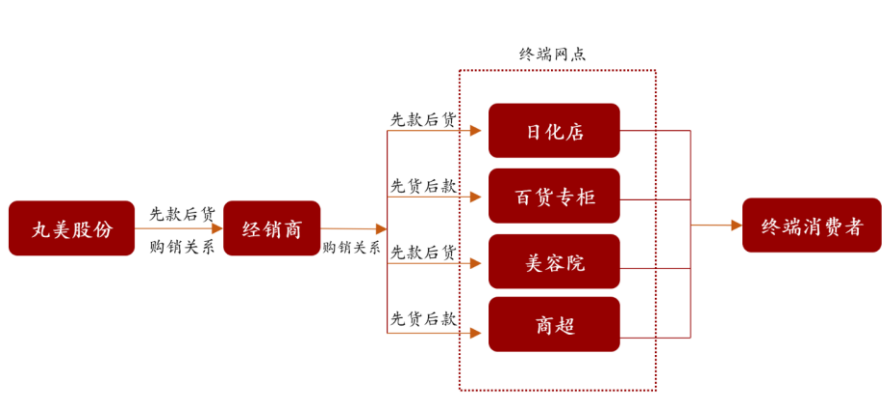 终端网点
丸美股份
先款后货
购销关系
经销商
购销关系
先款后货
日化店
先货后款
百货专柜
先款后货
美容院
先货后款
商超
终端消费者